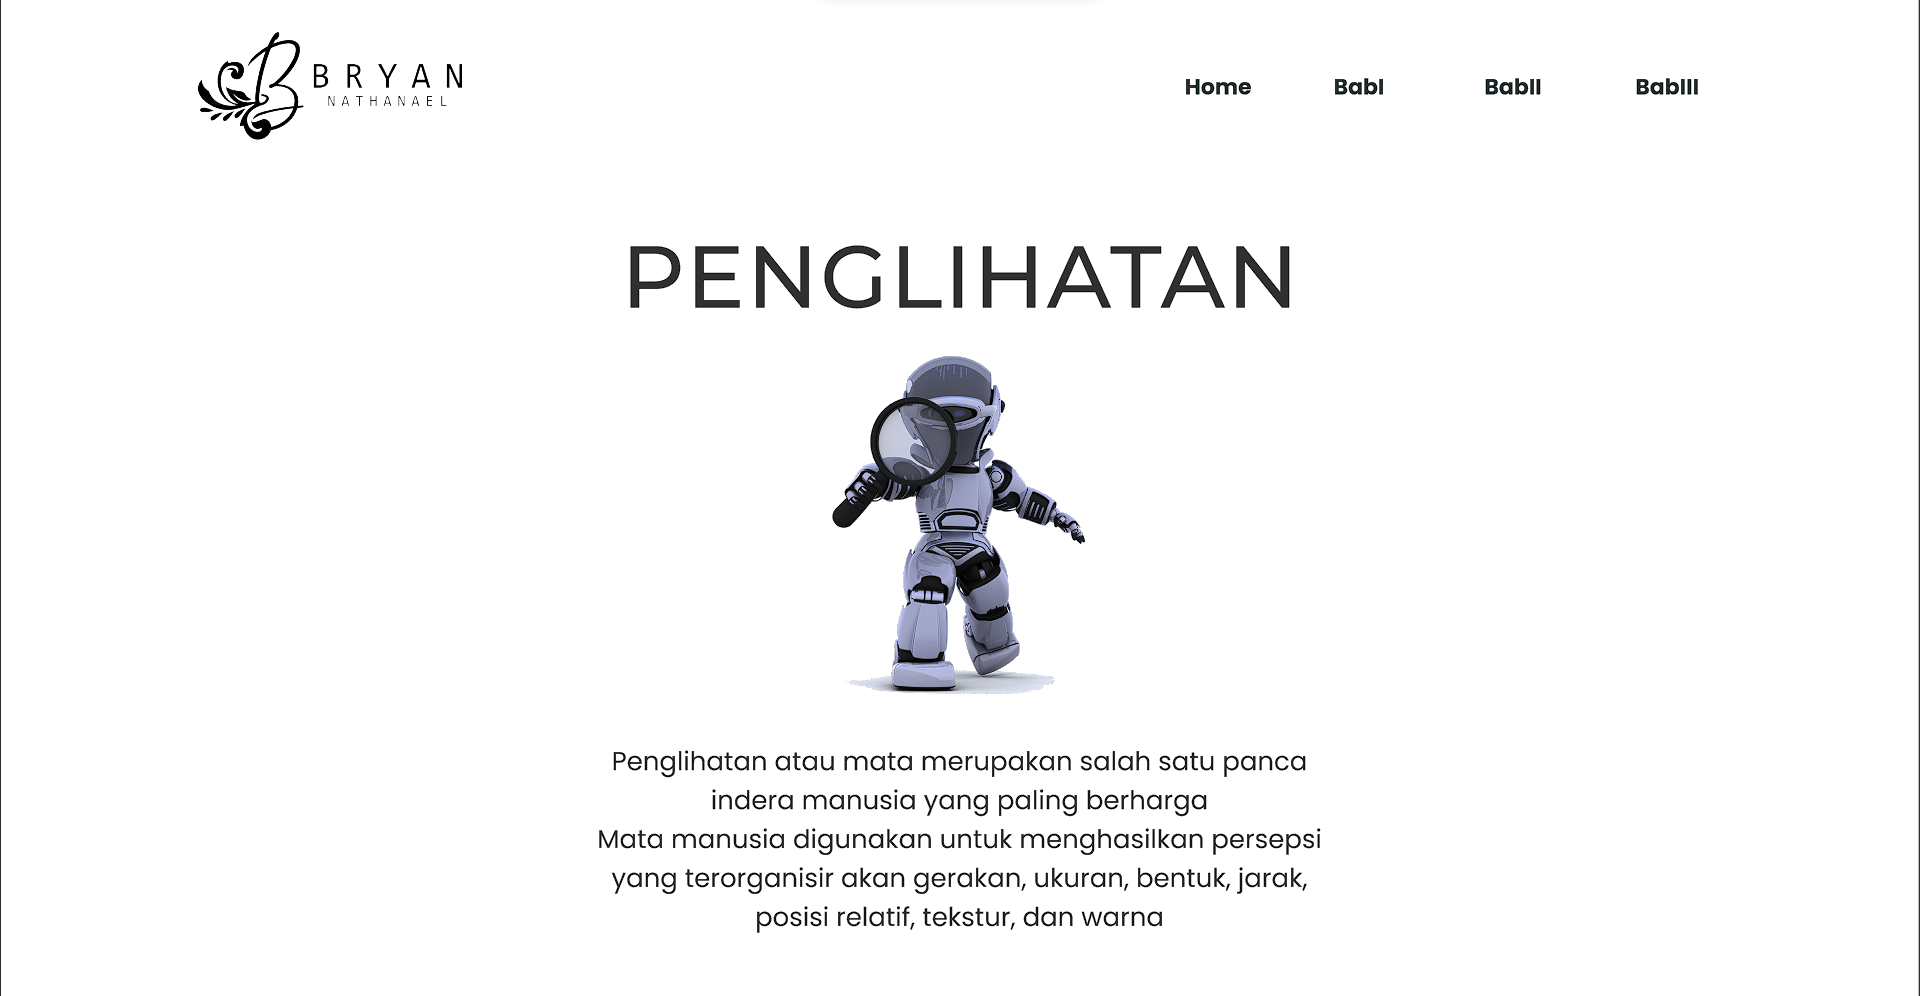 B BRYAN
NATHANAEL
Home BabI BabII BabIII
PENGLIHATAN
Penglihatan atau mata merupakan salah satu panca
indera manusia yang paling berharga
Mata manusia digunakan untuk menghasilkan persepsi
yang terorganisir akan gerakan, ukuran, bentuk, jarak,
posisi relatif, tekstur, dan warna